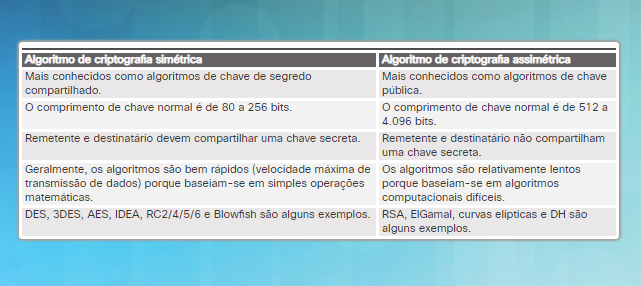 Algoritmo de criptografia simétrica
Algoritmo de criptografia assimétrica
Mais conhecidos como algoritmos de chave de segredo
compartilhado.
Mais conhecidos como algoritmos de chave
pública.
O comprimento de chave normal é de 80 a 256 bits.
O comprimento de chave normal é de 512 a
4.096 bits.
Remetente e destinatário devem compartilhar uma chave secreta.
Remetente e destinatário não compartilham
uma chave secreta.
Geralmente, os algoritmos são bem rápidos (velocidade máxima de
transmissão de dados) porque baseiam-se em simples operações
matemáticas.
Os algoritmos são relativamente lentos
porque baseiam-se em algoritmos
computacionais difíceis.
DES, 3DES, AES, IDEA, RC2/4/5/6 e Blowfish são alguns exemplos.
RSA, ElGamal, curvas elípticas e DH são
alguns exemplos.